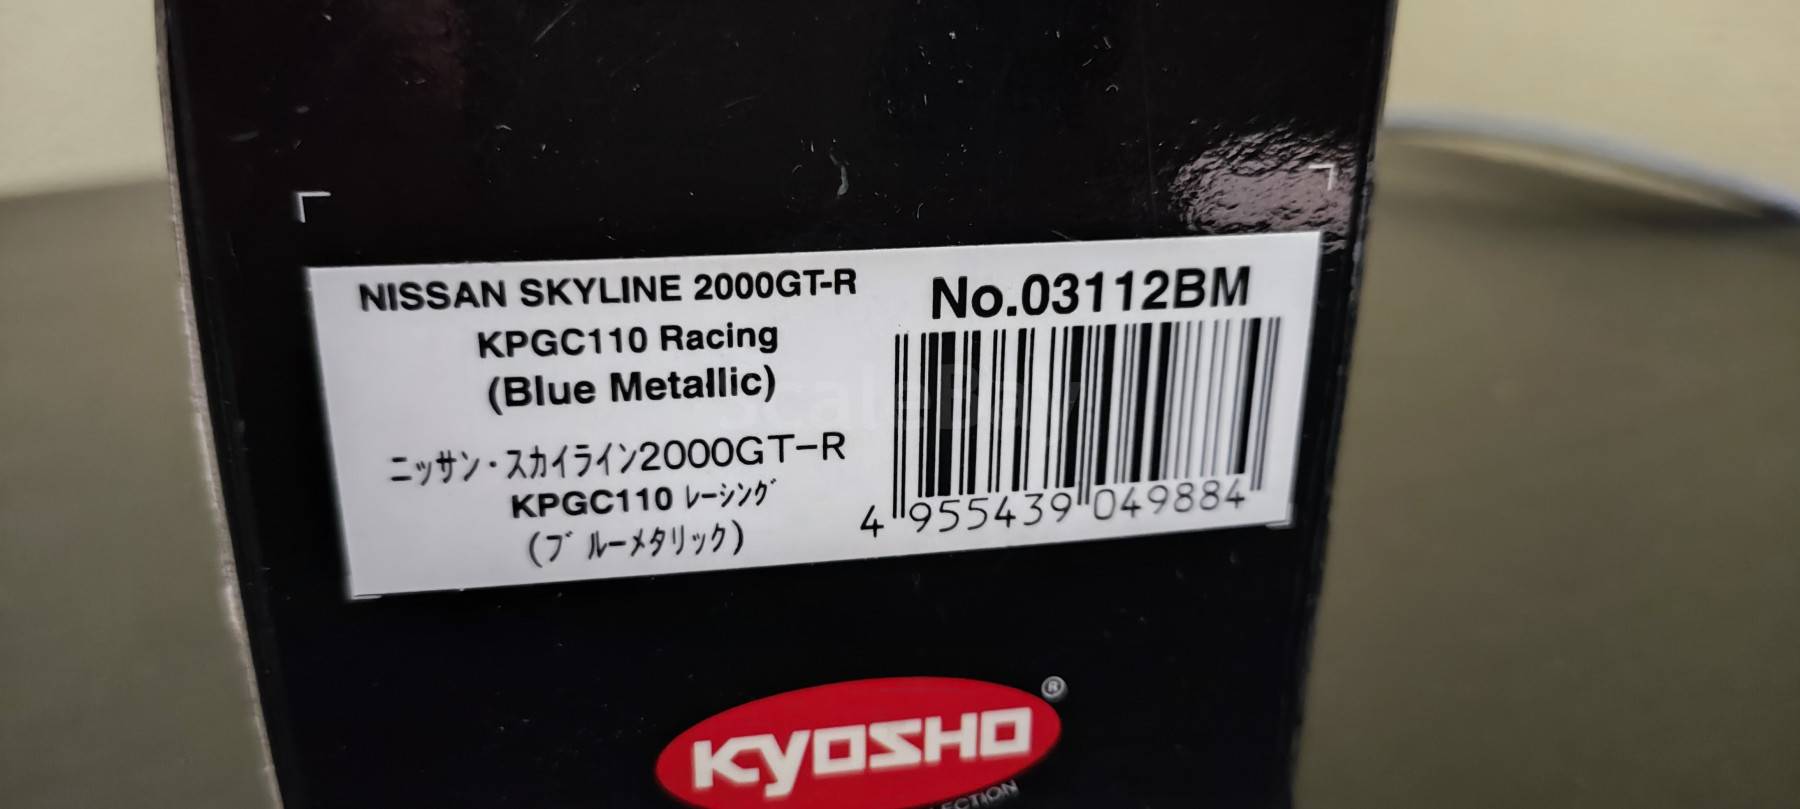 NISSAN SKYLINE 2000GT-R
KPGC110 Racing
(Blue Metallic)
ニッサン・スカイライン2000GT-R
KPGC110 レーシング
(ブルーメタリック)
No.03112BM
4 955439 049884
KYOSHO ®
scaleBay